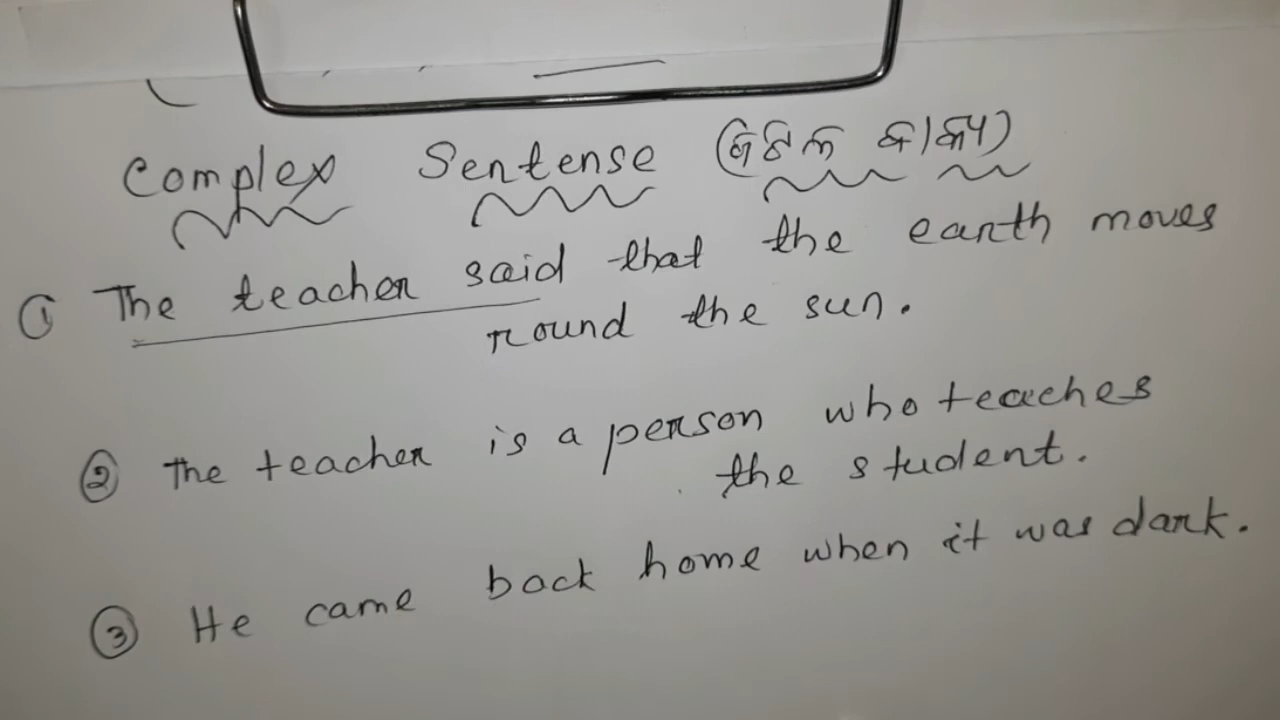 Complex Sentense (ଜଟିଳ ବାକ୍ୟ)
① The teacher said that the earth moves
round the sun.
② The teacher is a person who teaches
the student.
③ He came back home when it was dark.